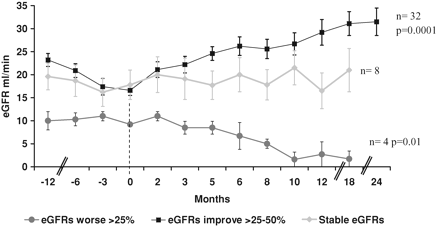 35
30
25
20
15
10
5
0
eGFR ml/min
n= 32
p=0.0001
n= 8
n= 4 p=0.01
-12 -6 -3 0 2 3 5 6 8 10 12 18 24
Months
eGFRs worse >25% eGFRs improve >25-50% Stable eGFRs